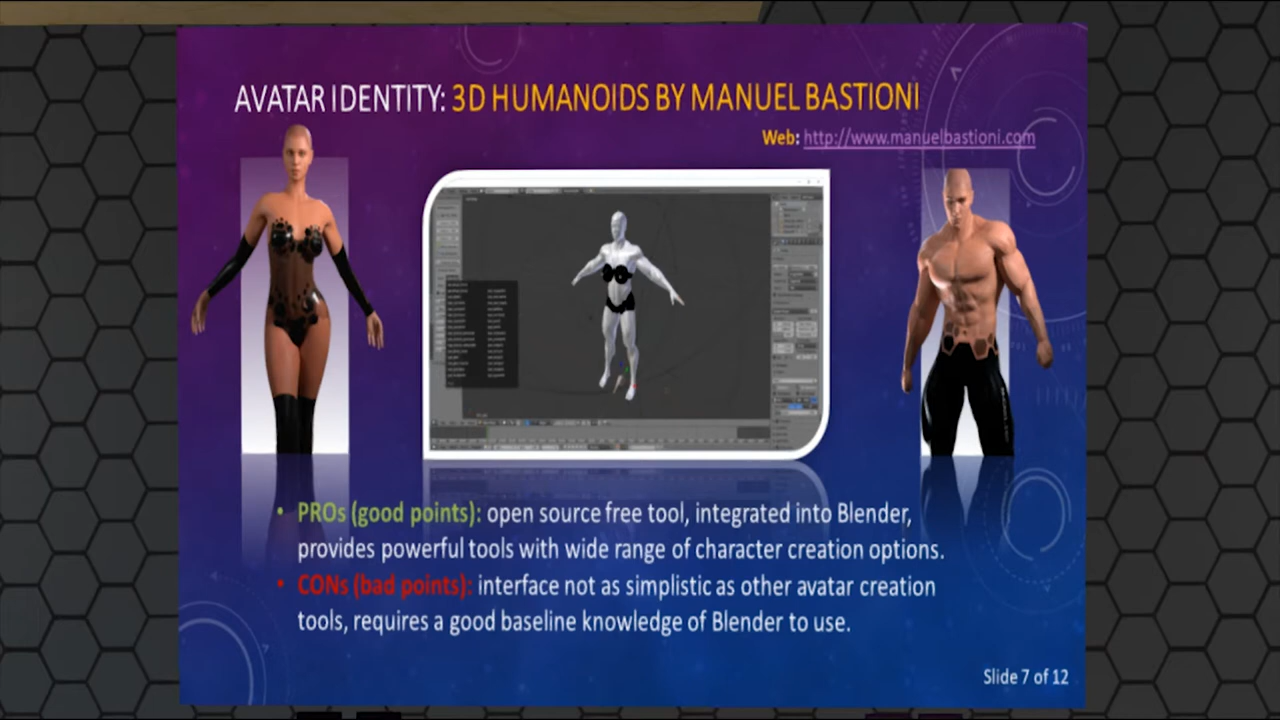 AVATAR IDENTITY: 3D HUMANOIDS BY MANUEL BASTIONI
Web: http://www.manuelbastioni.com
• PROs (good points): open source free tool, integrated into Blender,
provides powerful tools with wide range of character creation options.
• CONs (bad points): interface not as simplistic as other avatar creation
tools, requires a good baseline knowledge of Blender to use.
Slide 7 of 12